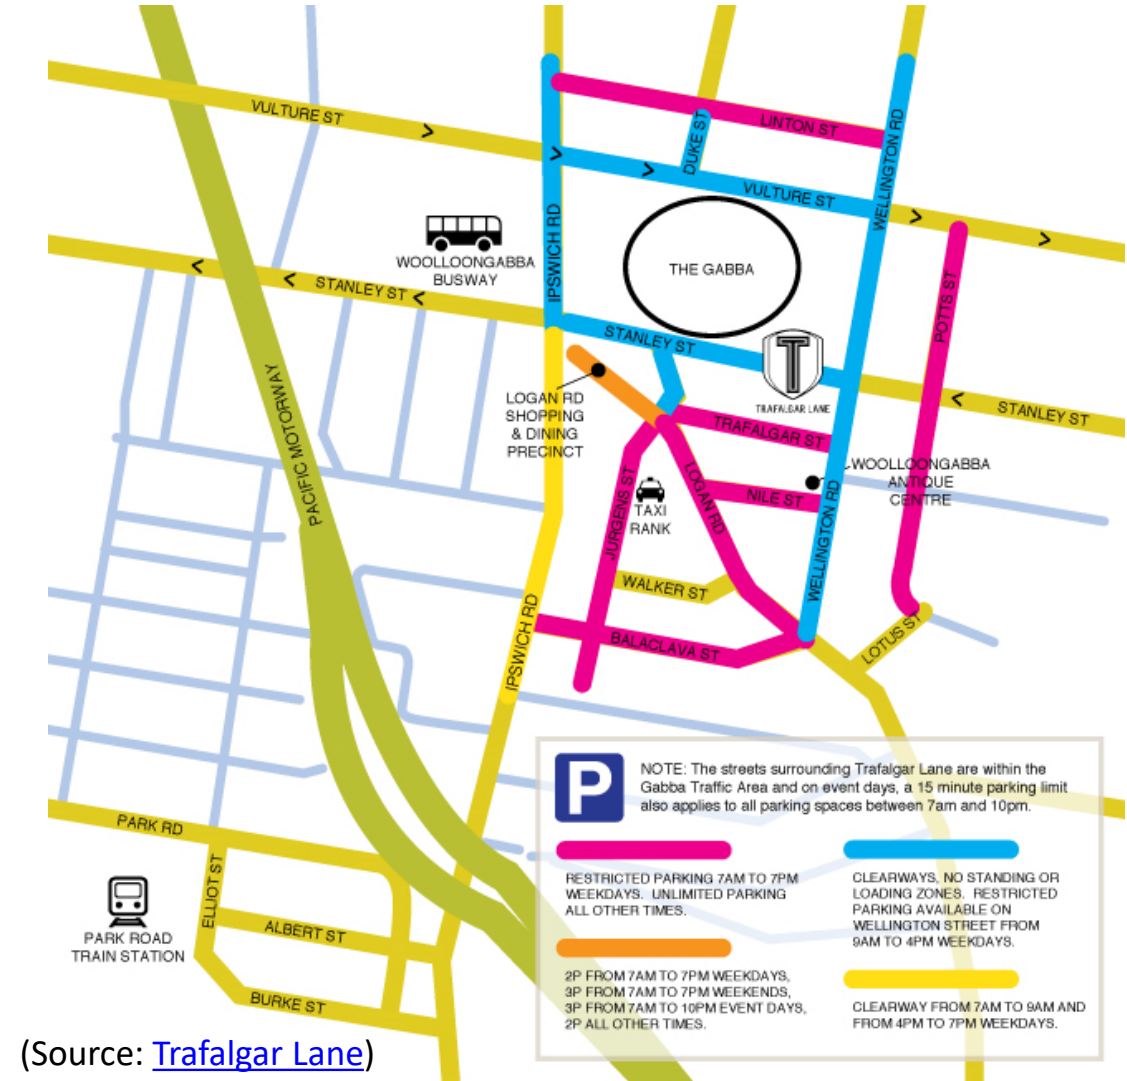 VULTURE ST
>
LINTON ST
DUKE ST
WELLINGTON RD
>
>
VULTURE ST
>
>
IPSWICH RD
WOOLLOONGABBA
BUSWAY
THE GABBA
<
<
STANLEY ST
<
STANLEY ST
POTTS ST
T
TRAFALGAR LANE
<
STANLEY ST
PACIFIC MOTORWAY
LOGAN RD
SHOPPING
& DINING
PRECINCT
TRAFALGAR ST
WOOLLOONGABBA
ANTIQUE
CENTRE
JURGENS ST
TAXI
RANK
LOGAN RD
NILE ST
WELLINGTON RD
WALKER ST
IPSWICH RD
BALACLAVA ST
LOTUS ST
P
NOTE: The streets surrounding Trafalgar Lane are within the
Gabba Traffic Area and on event days, a 15 minute parking limit
also applies to all parking spaces between 7am and 10pm.
RESTRICTED PARKING 7AM TO 7PM
WEEKDAYS. UNLIMITED PARKING
ALL OTHER TIMES.
CLEARWAYS, NO STANDING OR
LOADING ZONES. RESTRICTED
PARKING AVAILABLE ON
WELLINGTON STREET FROM
9AM TO 4PM WEEKDAYS.
2P FROM 7AM TO 7PM WEEKDAYS,
3P FROM 7AM TO 7PM WEEKENDS,
3P FROM 7AM TO 10PM EVENT DAYS,
2P ALL OTHER TIMES.
CLEARWAY FROM 7AM TO 9AM AND
FROM 4PM TO 7PM WEEKDAYS.
PARK RD
ELLIOT ST
PARK ROAD
TRAIN STATION
ALBERT ST
BURKE ST
(Source: Trafalgar Lane)